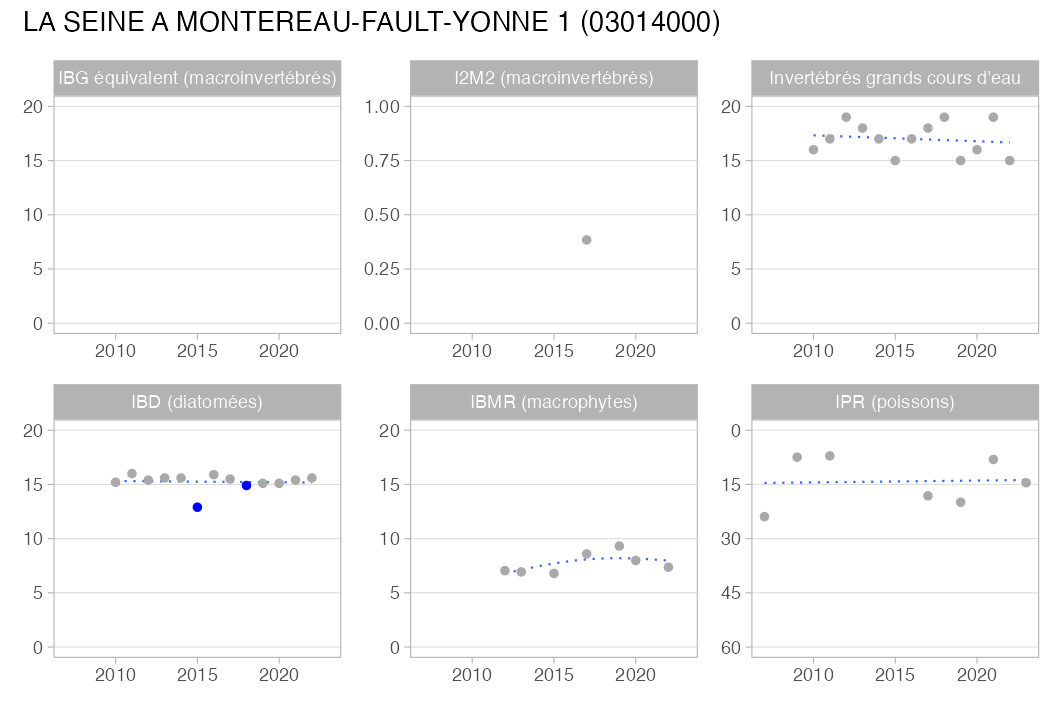 LA SEINE A MONTEREAU-FAULT-YONNE 1 (03014000)
IBG équivalent (macroinvertébrés)
20
15
10
5
0
2010 2015 2020
I2M2 (macroinvertébrés)
1.00
0.75
0.50
0.25
0.00
2010 2015 2020
Invertébrés grands cours d'eau
20
15
10
5
0
2010 2015 2020
IBD (diatomées)
20
15
10
5
0
2010 2015 2020
IBMR (macrophytes)
20
15
10
5
0
2010 2015 2020
IPR (poissons)
0
15
30
45
60
2010 2015 2020